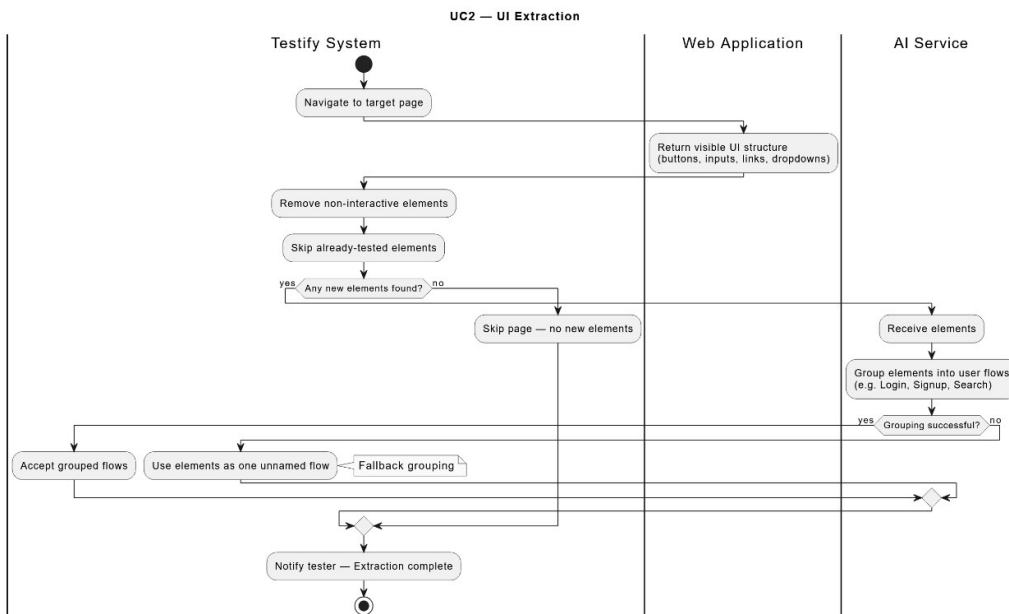 UC2 — UI Extraction
Testify System
Web Application
AI Service
Navigate to target page
Return visible UI structure
(buttons, inputs, links, dropdowns)
Remove non-interactive elements
Skip already-tested elements
yes
Any new elements found?
no
Skip page — no new elements
Receive elements
Group elements into user flows
(e.g. Login, Signup, Search)
yes
Grouping successful?
no
Accept grouped flows
Use elements as one unnamed flow
Fallback grouping
Notify tester — Extraction complete